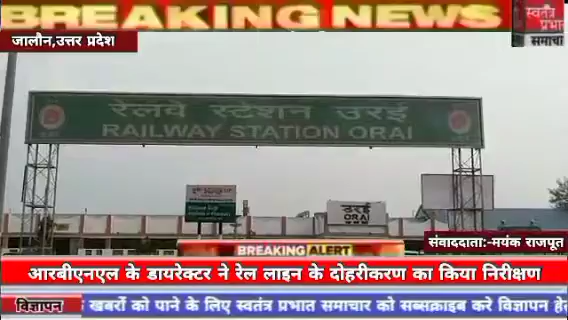 BREAKING NEWS
स्वतंत्र प्रभात
समाचार
जालौन,उत्तर प्रदेश
रेलवे स्टेशन उरई
RAILWAY STATION ORAI
उरई
ORAI
संवाददाता:-मयंक राजपूत
BREAKING ALERT
आरबीएनएल के डायरेक्टर ने रेल लाइन के दोहरीकरण का किया निरीक्षण
विज्ञापन
खबरों को पाने के लिए स्वतंत्र प्रभात समाचार को सब्सक्राइब करे विज्ञापन हेत